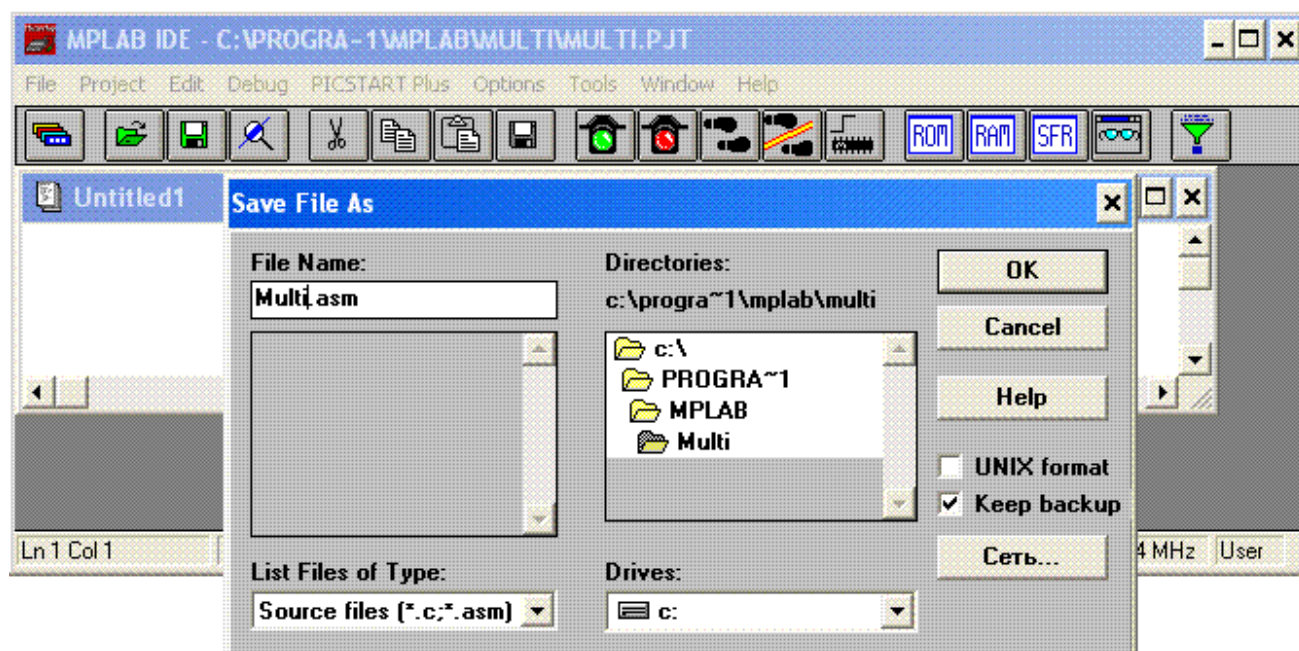 MPLAB IDE - C:\PROGRA~1\MPLAB\MULTI\MULTI.PJT
File Project Edit Debug PICSTART Plus Options Tools Window Help
ROM RAM SFR
Untitled1
Save File As
File Name:
Multi.asm
Directories:
c:\progra~1\mplab\multi
c:\
PROGRA~1
MPLAB
Multi
OK
Cancel
Help
UNIX format
Keep backup
Сеть...
List Files of Type:
Source files (*.c;*.asm)
Drives:
c:
Ln 1 Col 1
4 MHz User